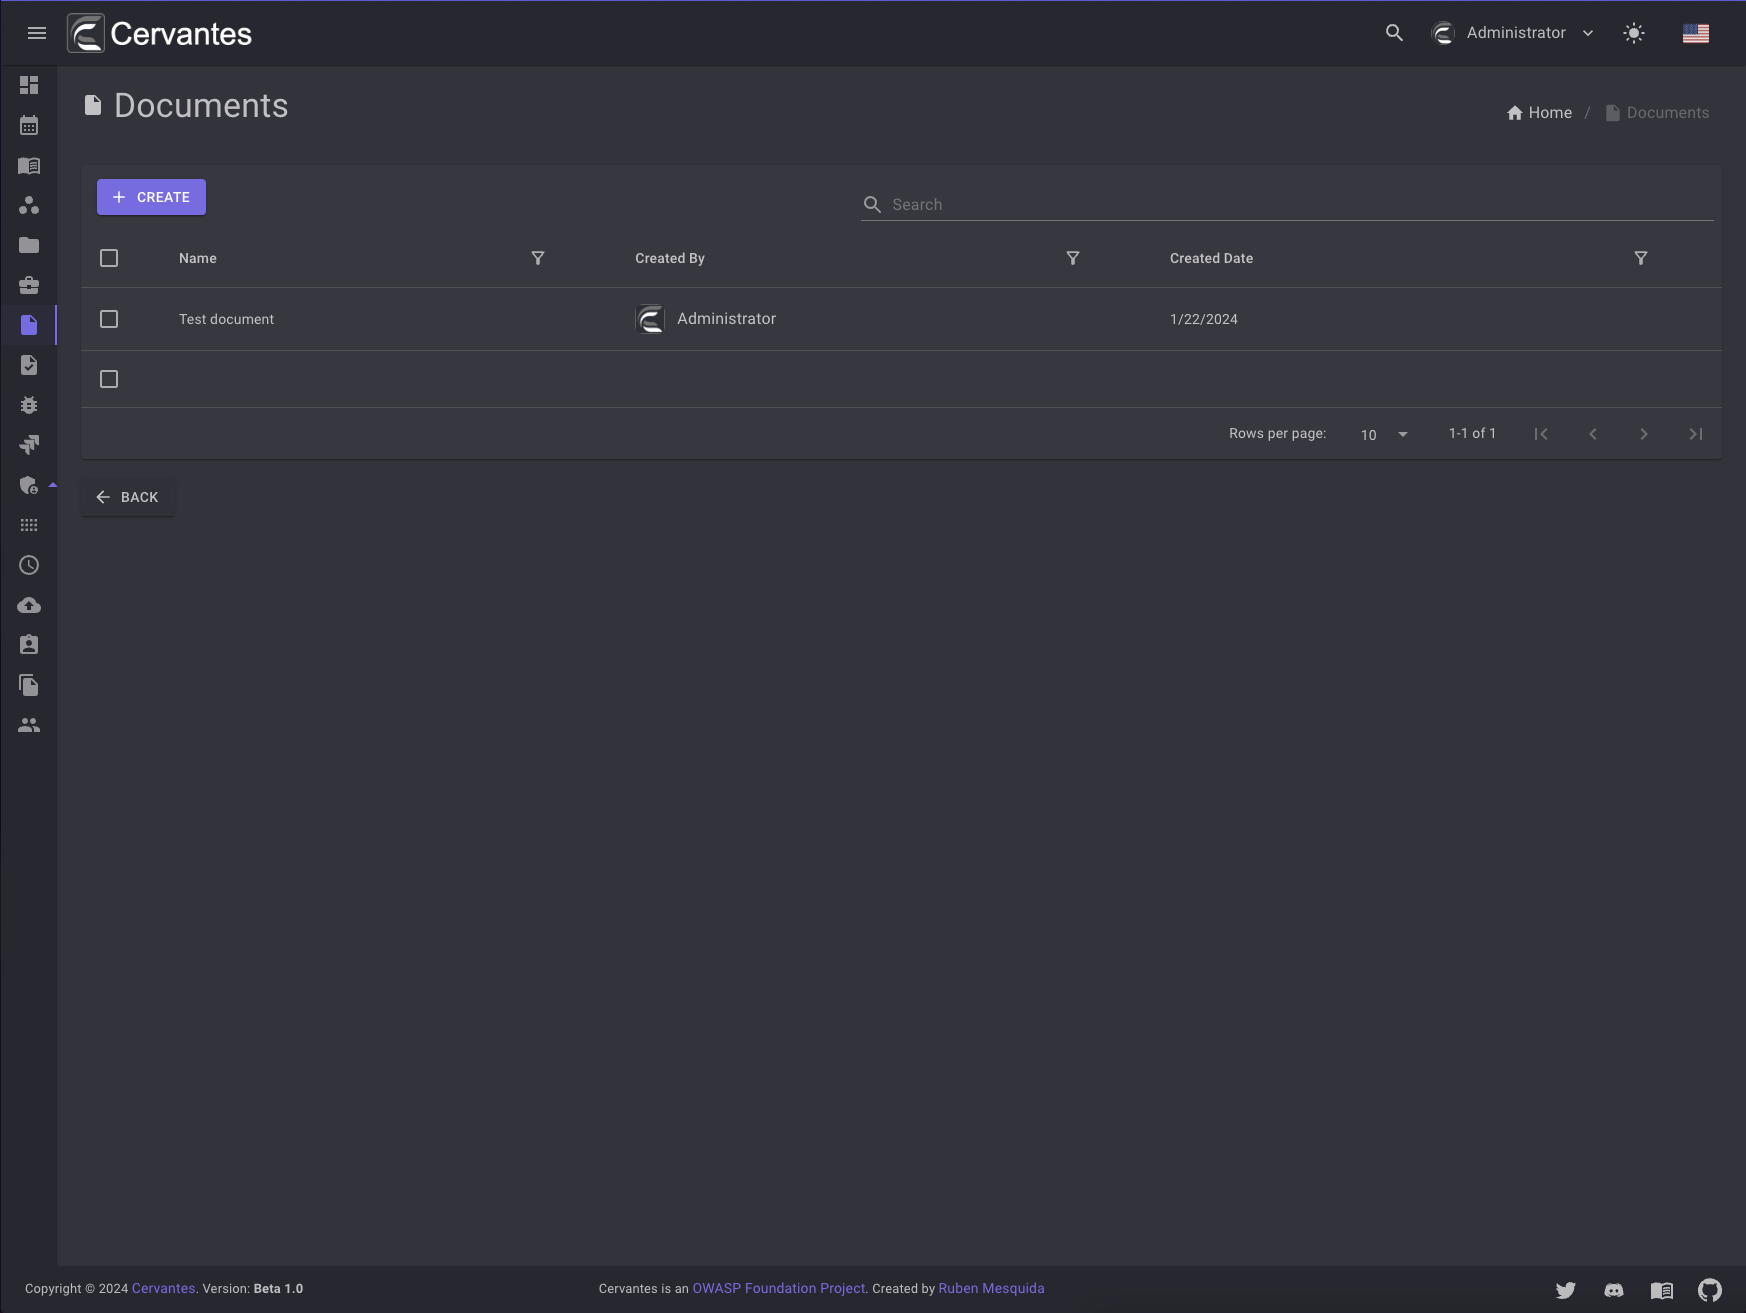 Cervantes
Administrator
Documents
Home / Documents
CREATE
Search
Name Created By Created Date
Test document Administrator 1/22/2024
Rows per page: 10 1-1 of 1
BACK
Copyright © 2024 Cervantes. Version: Beta 1.0
Cervantes is an OWASP Foundation Project. Created by Ruben Mesquida